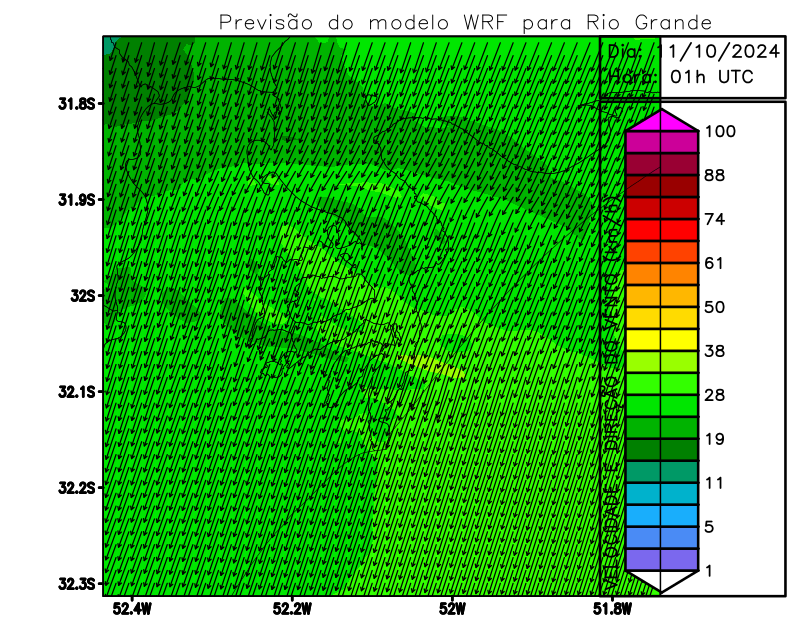 Previsão do modelo WRF para Rio Grande
Dia: 11/10/2024
Hora: 01h UTC
31.8S
31.9S
32S
32.1S
32.2S
32.3S
52.4W
52.2W
52W
51.8W
VELOCIDADE E DIREÇÃO DO VENTO (km/h)
100
88
74
61
50
38
28
19
11
5
1